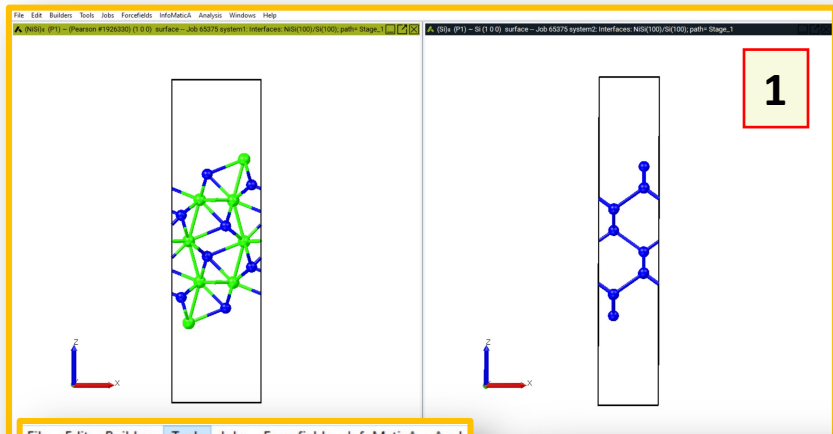 File Edit Builders Tools Jobs Forcefields InfoMaticA Analysis Windows Help
(NiSi)₈ (P1) ~ (Pearson #1926330) (1 0 0) surface -- Job 65375 system1: Interfaces: NiSi(100)/Si(100); path= Stage_1
(Si)₈ (P1) ~ Si (1 0 0) surface -- Job 65375 system2: Interfaces: NiSi(100)/Si(100); path= Stage_1
1
Z
X
Z
X